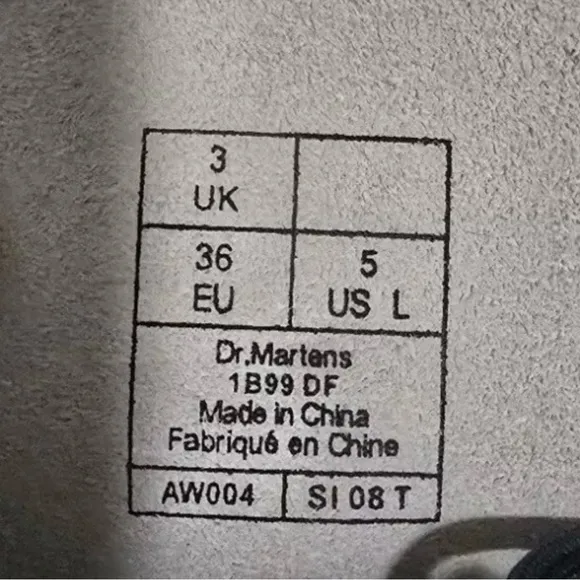 3
UK
36
EU
5
US L
Dr.Martens
1B99 DF
Made in China
Fabriqué en Chine
AW004
SI 08 T